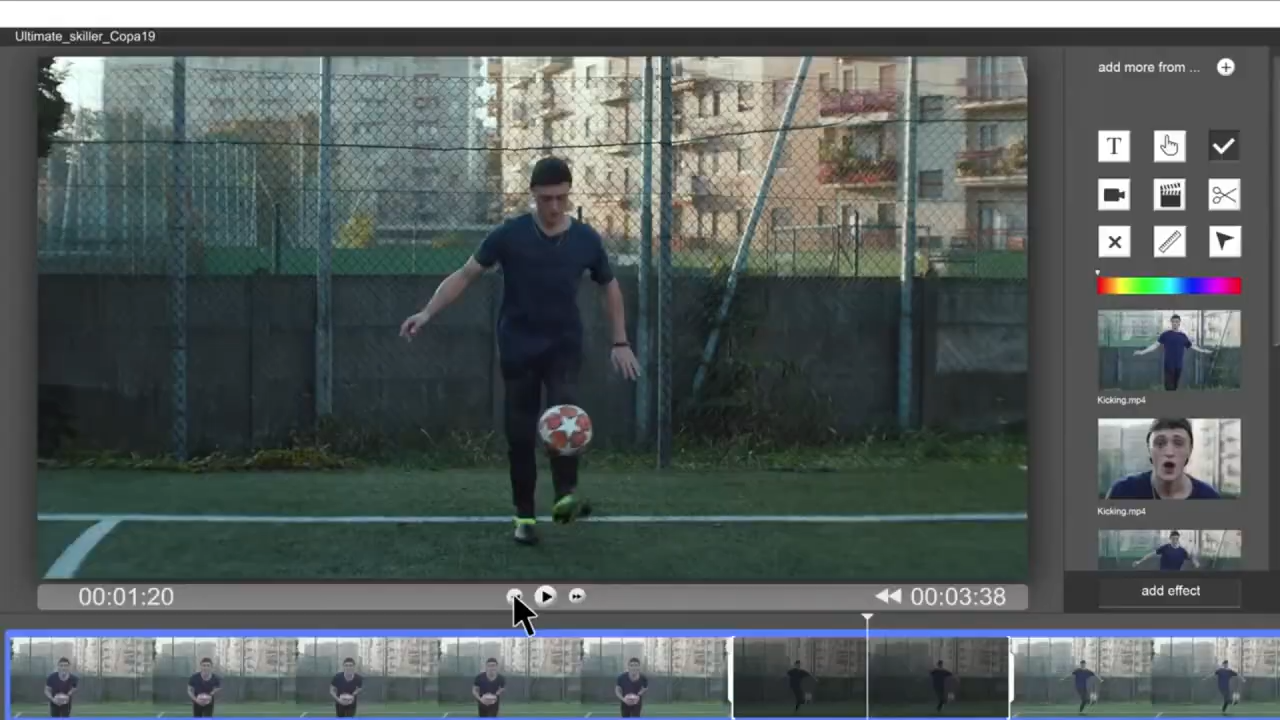 Ultimate_skiller_Copa19
add more from ...
T
Kicking.mp4
Kicking.mp4
add effect
00:01:20
00:03:38